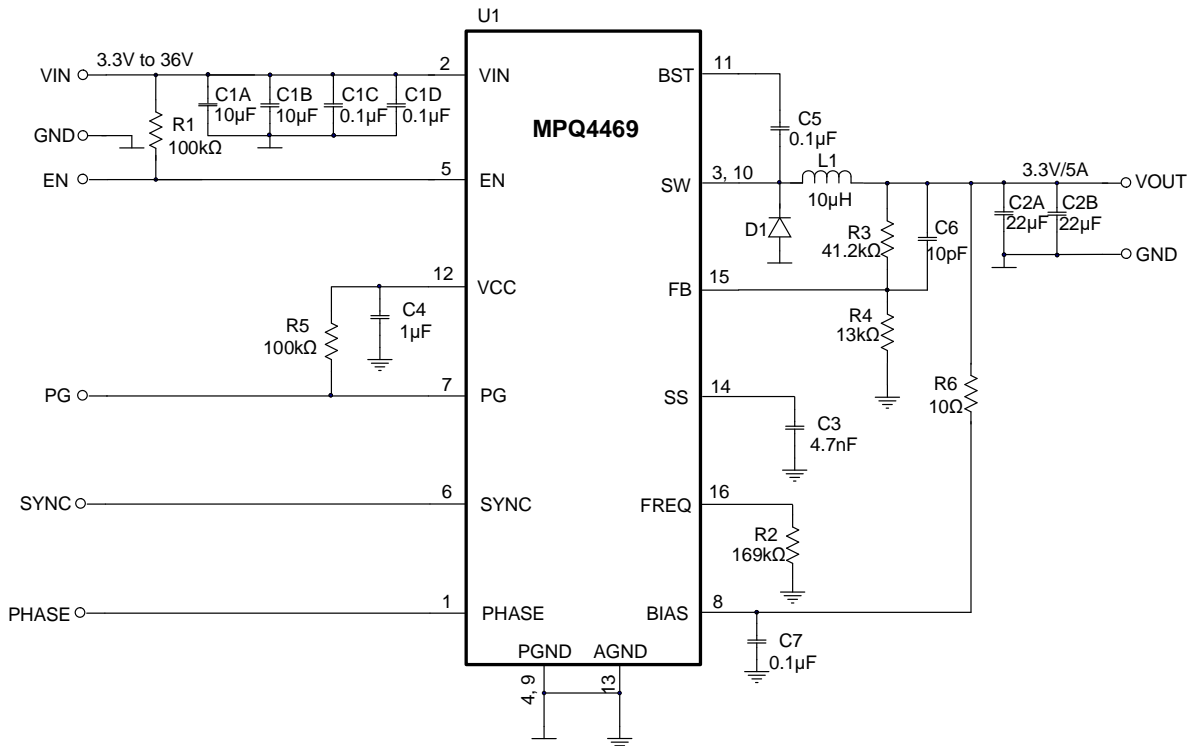 U1
VIN
3.3V to 36V
2
VIN
BST
11
C1A
10µF
C1B
10µF
C1C
0.1µF
C1D
0.1µF
MPQ4469
C5
0.1µF
GND
R1
100kΩ
EN
5
EN
SW
3, 10
L1
10µH
3.3V/5A
VOUT
D1
R3
41.2kΩ
C6
10pF
C2A
22µF
C2B
22µF
GND
12
VCC
FB
15
R5
100kΩ
C4
1µF
R4
13kΩ
PG
7
PG
SS
14
C3
4.7nF
R6
10Ω
SYNC
6
SYNC
FREQ
16
R2
169kΩ
PHASE
1
PHASE
BIAS
8
C7
0.1µF
PGND
AGND
4, 9
13